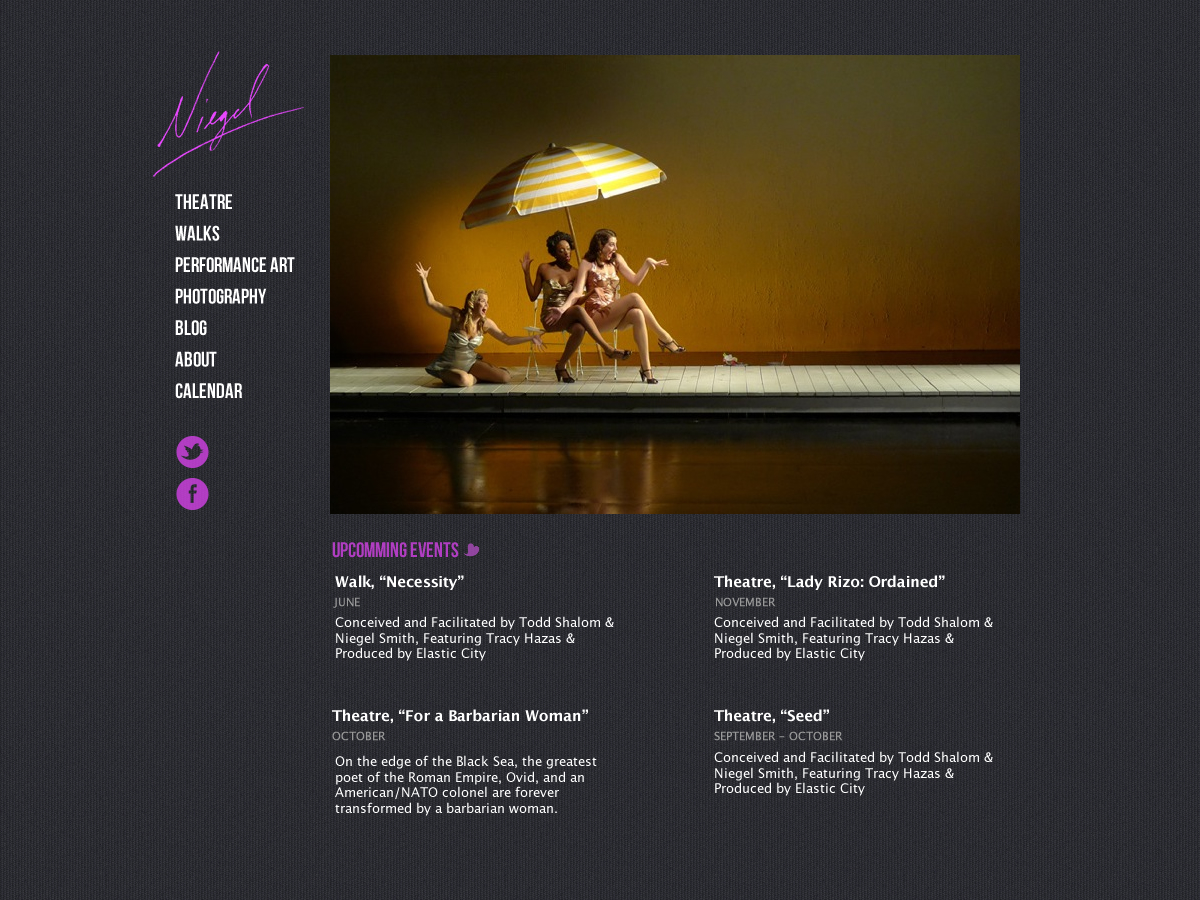 Niegel
THEATRE
WALKS
PERFORMANCE ART
PHOTOGRAPHY
BLOG
ABOUT
CALENDAR
f
UPCOMMING EVENTS
Walk, “Necessity”
JUNE
Conceived and Facilitated by Todd Shalom &
Niegel Smith, Featuring Tracy Hazas &
Produced by Elastic City
Theatre, “Lady Rizo: Ordained”
NOVEMBER
Conceived and Facilitated by Todd Shalom &
Niegel Smith, Featuring Tracy Hazas &
Produced by Elastic City
Theatre, “For a Barbarian Woman”
OCTOBER
On the edge of the Black Sea, the greatest
poet of the Roman Empire, Ovid, and an
American/NATO colonel are forever
transformed by a barbarian woman.
Theatre, “Seed”
SEPTEMBER – OCTOBER
Conceived and Facilitated by Todd Shalom &
Niegel Smith, Featuring Tracy Hazas &
Produced by Elastic City